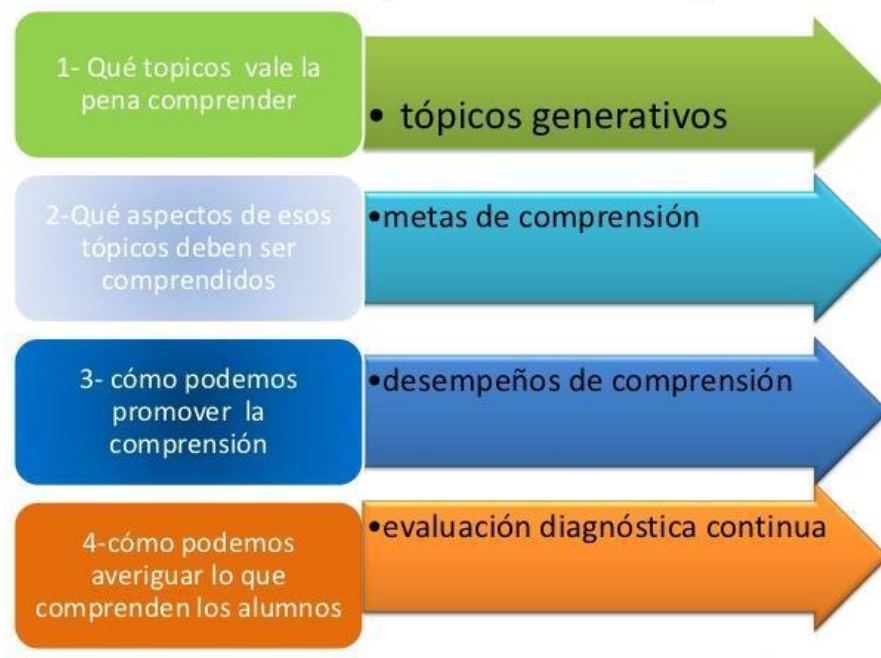 1- Qué topicos vale la
pena comprender
• tópicos generativos
2-Qué aspectos de esos
tópicos deben ser
comprendidos
•metas de comprensión
3- cómo podemos
promover la
comprensión
•desempeños de comprensión
4-cómo podemos
averiguar lo que
comprenden los alumnos
•evaluación diagnóstica continua